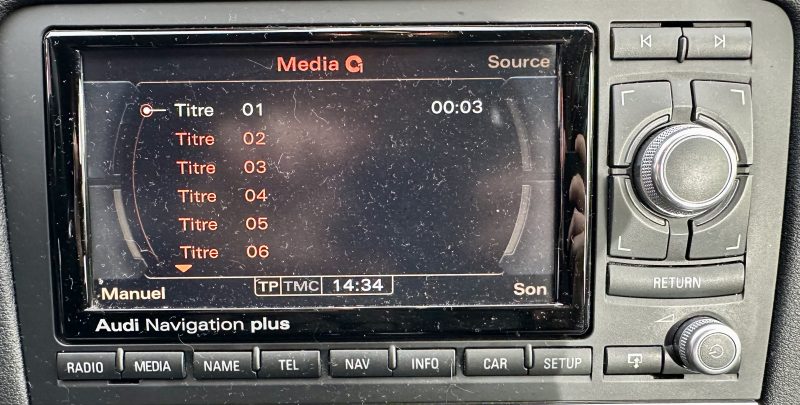 Media
Source
Titre 01 00:03
Titre 02
Titre 03
Titre 04
Titre 05
Titre 06
Manuel
TP TMC 14:34
Son
Audi Navigation plus
RETURN
RADIO MEDIA NAME TEL NAV INFO CAR SETUP